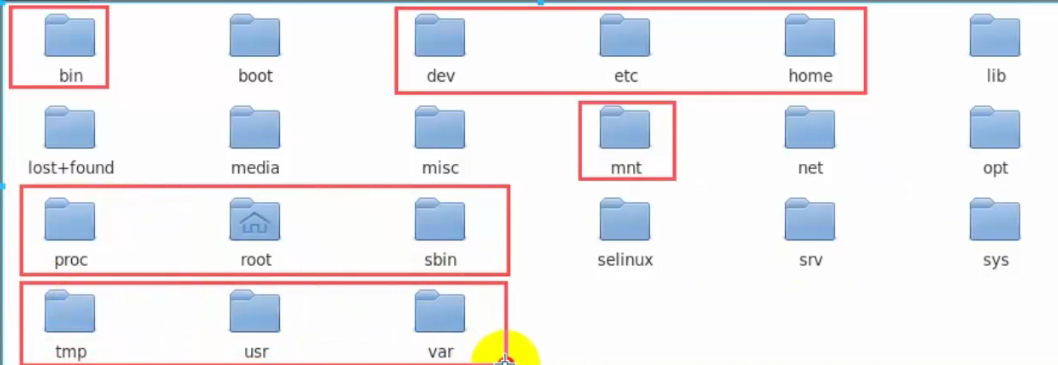 bin boot dev etc home lib
lost+found media misc mnt net opt
proc root sbin selinux srv sys
tmp usr var